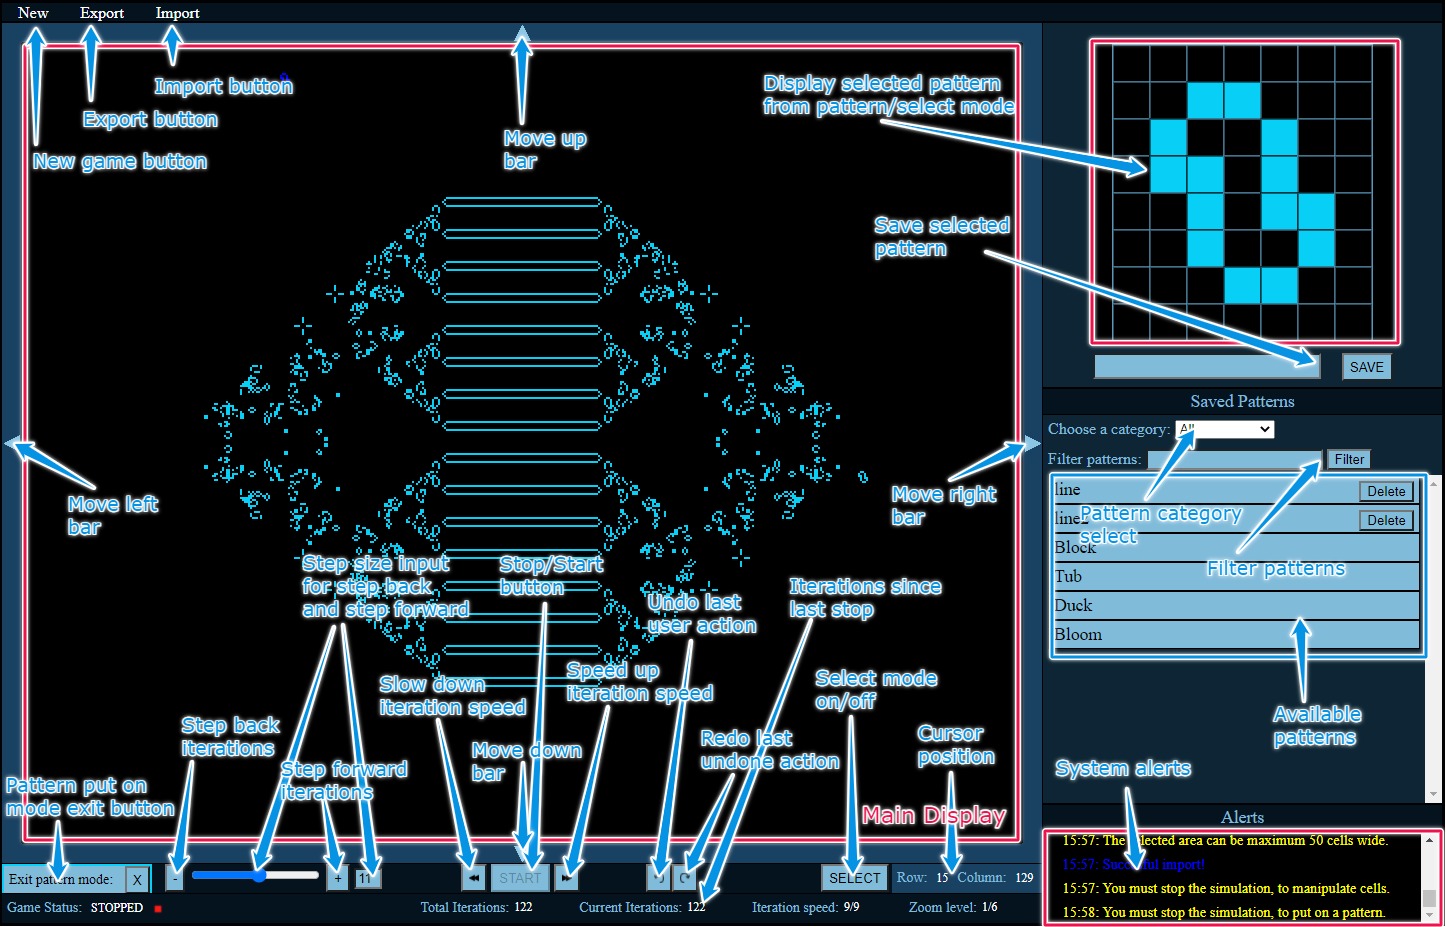 New Export Import
Import button
Export button
New game button
Move up
bar
Display selected pattern
from pattern/select mode
Save selected
pattern
SAVE
Saved Patterns
Choose a category: All
Filter patterns: Filter
line Delete
line2 Delete
Block
Tub
Duck
Bloom
Pattern category
select
Filter patterns
Available
patterns
Move left
bar
Move right
bar
Step size input
for step back
and step forward
Stop/Start
button
Undo last
user action
Iterations since
last stop
Slow down
iteration speed
Speed up
iteration speed
Select mode
on/off
Step back
iterations
Step forward
iterations
Move down
bar
Redo last
undone action
Cursor
position
Pattern put on
mode exit button
Main Display
System alerts
Alerts
15:57: The selected area can be maximum 50 cells wide.
15:57: Successful import!
15:57: You must stop the simulation, to manipulate cells.
15:58: You must stop the simulation, to put on a pattern.
Exit pattern mode: X - + 11 START SELECT Row: 15 Column: 129
Game Status: STOPPED Total Iterations: 122 Current Iterations: 122 Iteration speed: 9/9 Zoom level: 1/6